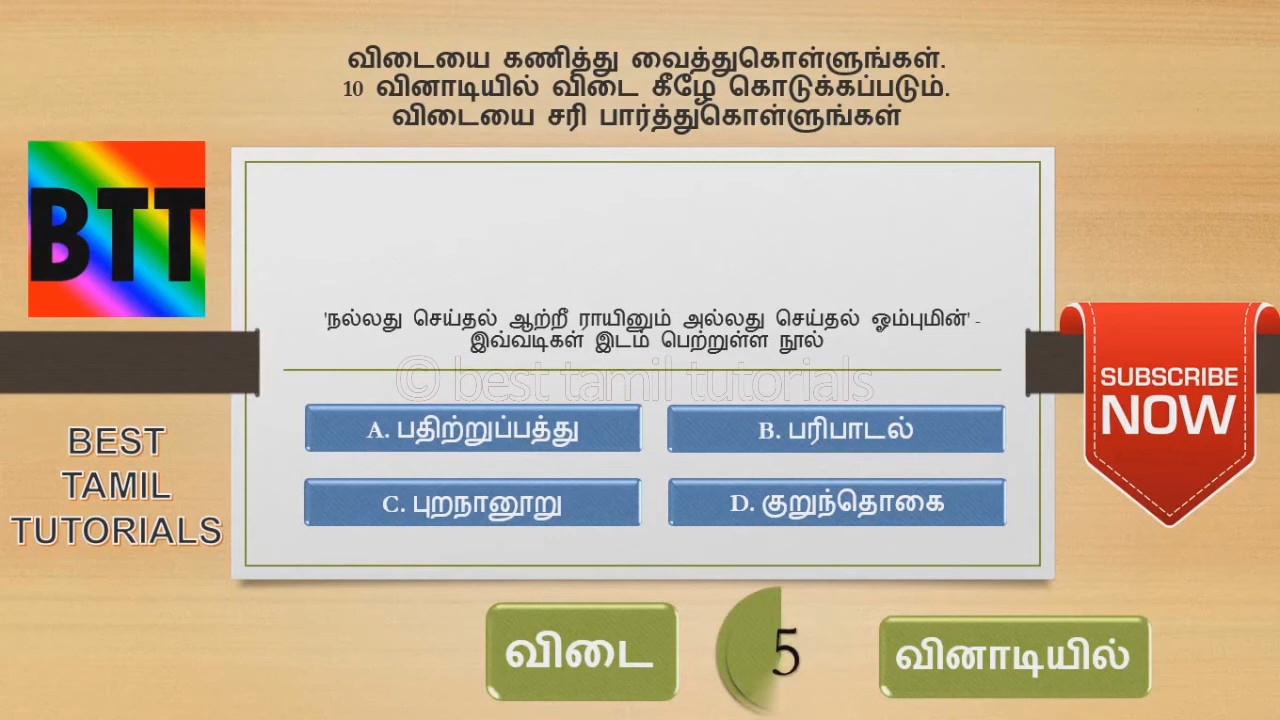 விடையை கணித்து வைத்துகொள்ளுங்கள்.
10 வினாடியில் விடை கீழே கொடுக்கப்படும்.
விடையை சரி பார்த்துகொள்ளுங்கள்
BTT
'நல்லது செய்தல் ஆற்றீ ராயினும் அல்லது செய்தல் ஓம்புமின்' -
இவ்வடிகள் இடம் பெற்றுள்ள நூல்
© best tamil tutorials
A. பதிற்றுப்பத்து
B. பரிபாடல்
C. புறநானூறு
D. குறுந்தொகை
BEST
TAMIL
TUTORIALS
SUBSCRIBE
NOW
விடை
5
வினாடியில்